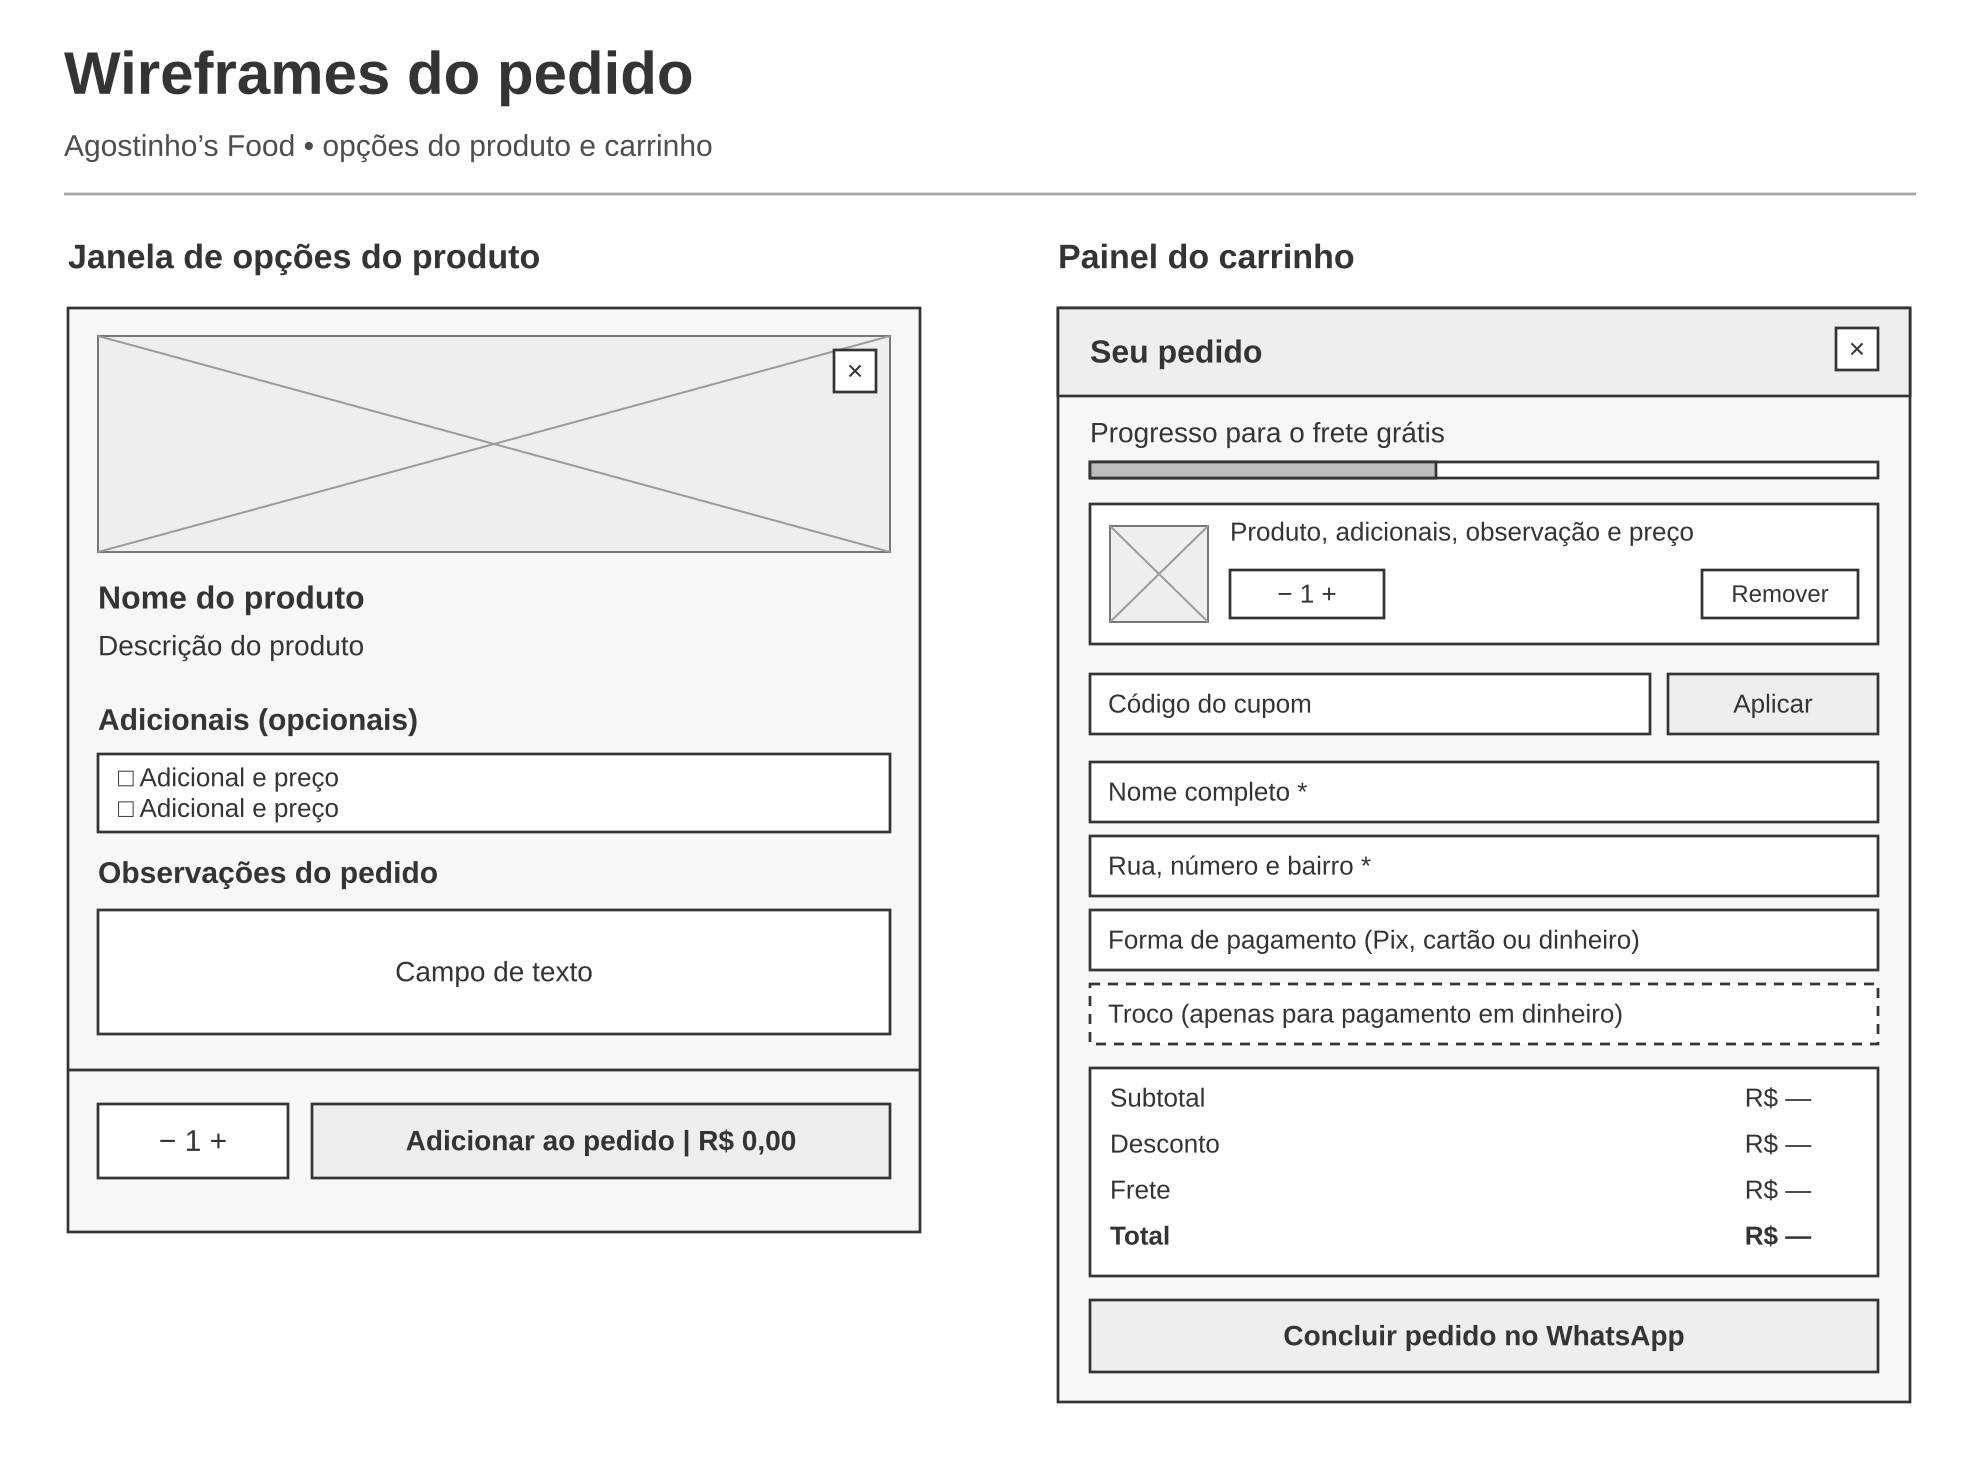 Wireframes do pedido
Agostinho’s Food • opções do produto e carrinho
Janela de opções do produto
×
Nome do produto
Descrição do produto
Adicionais (opcionais)
□ Adicional e preço
□ Adicional e preço
Observações do pedido
Campo de texto
− 1 +
Adicionar ao pedido | R$ 0,00
Painel do carrinho
Seu pedido
×
Progresso para o frete grátis
Produto, adicionais, observação e preço
− 1 +
Remover
Código do cupom
Aplicar
Nome completo *
Rua, número e bairro *
Forma de pagamento (Pix, cartão ou dinheiro)
Troco (apenas para pagamento em dinheiro)
Subtotal R$ —
Desconto R$ —
Frete R$ —
Total R$ —
Concluir pedido no WhatsApp